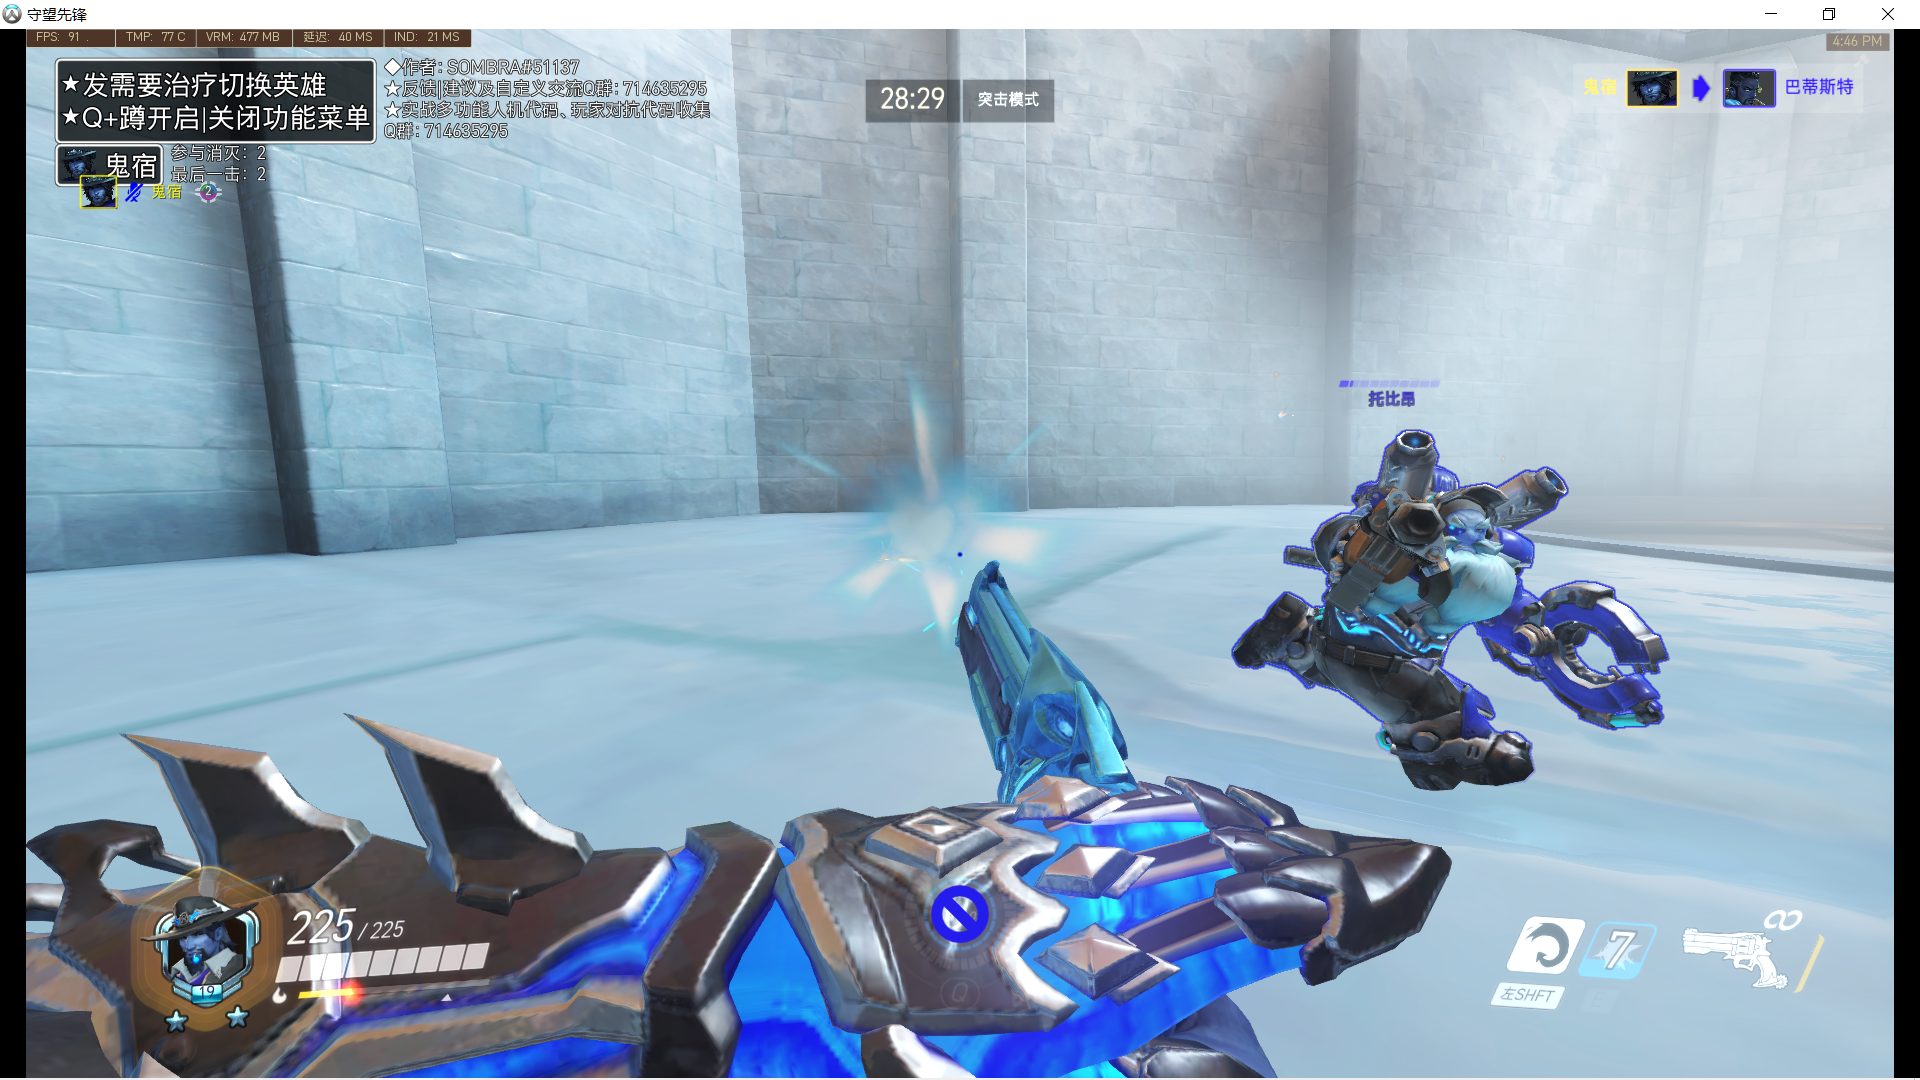 守望先锋
FPS: 91 . TMP: 77 C VRM: 477 MB 延迟: 40 MS IND: 21 MS
4:46 PM
★发需要治疗切换英雄
★Q+蹲开启|关闭功能菜单
◆作者: SOMBRA#51137
★反馈|建议及自定义交流Q群: 714635295
★实战多功能人机代码、玩家对抗代码收集
Q群: 714635295
28:29 突击模式
鬼宿 巴蒂斯特
鬼宿
参与消灭: 2
最后一击: 2
鬼宿 2
托比昂
225 / 225
19
Q
7
左SHFT
E
∞